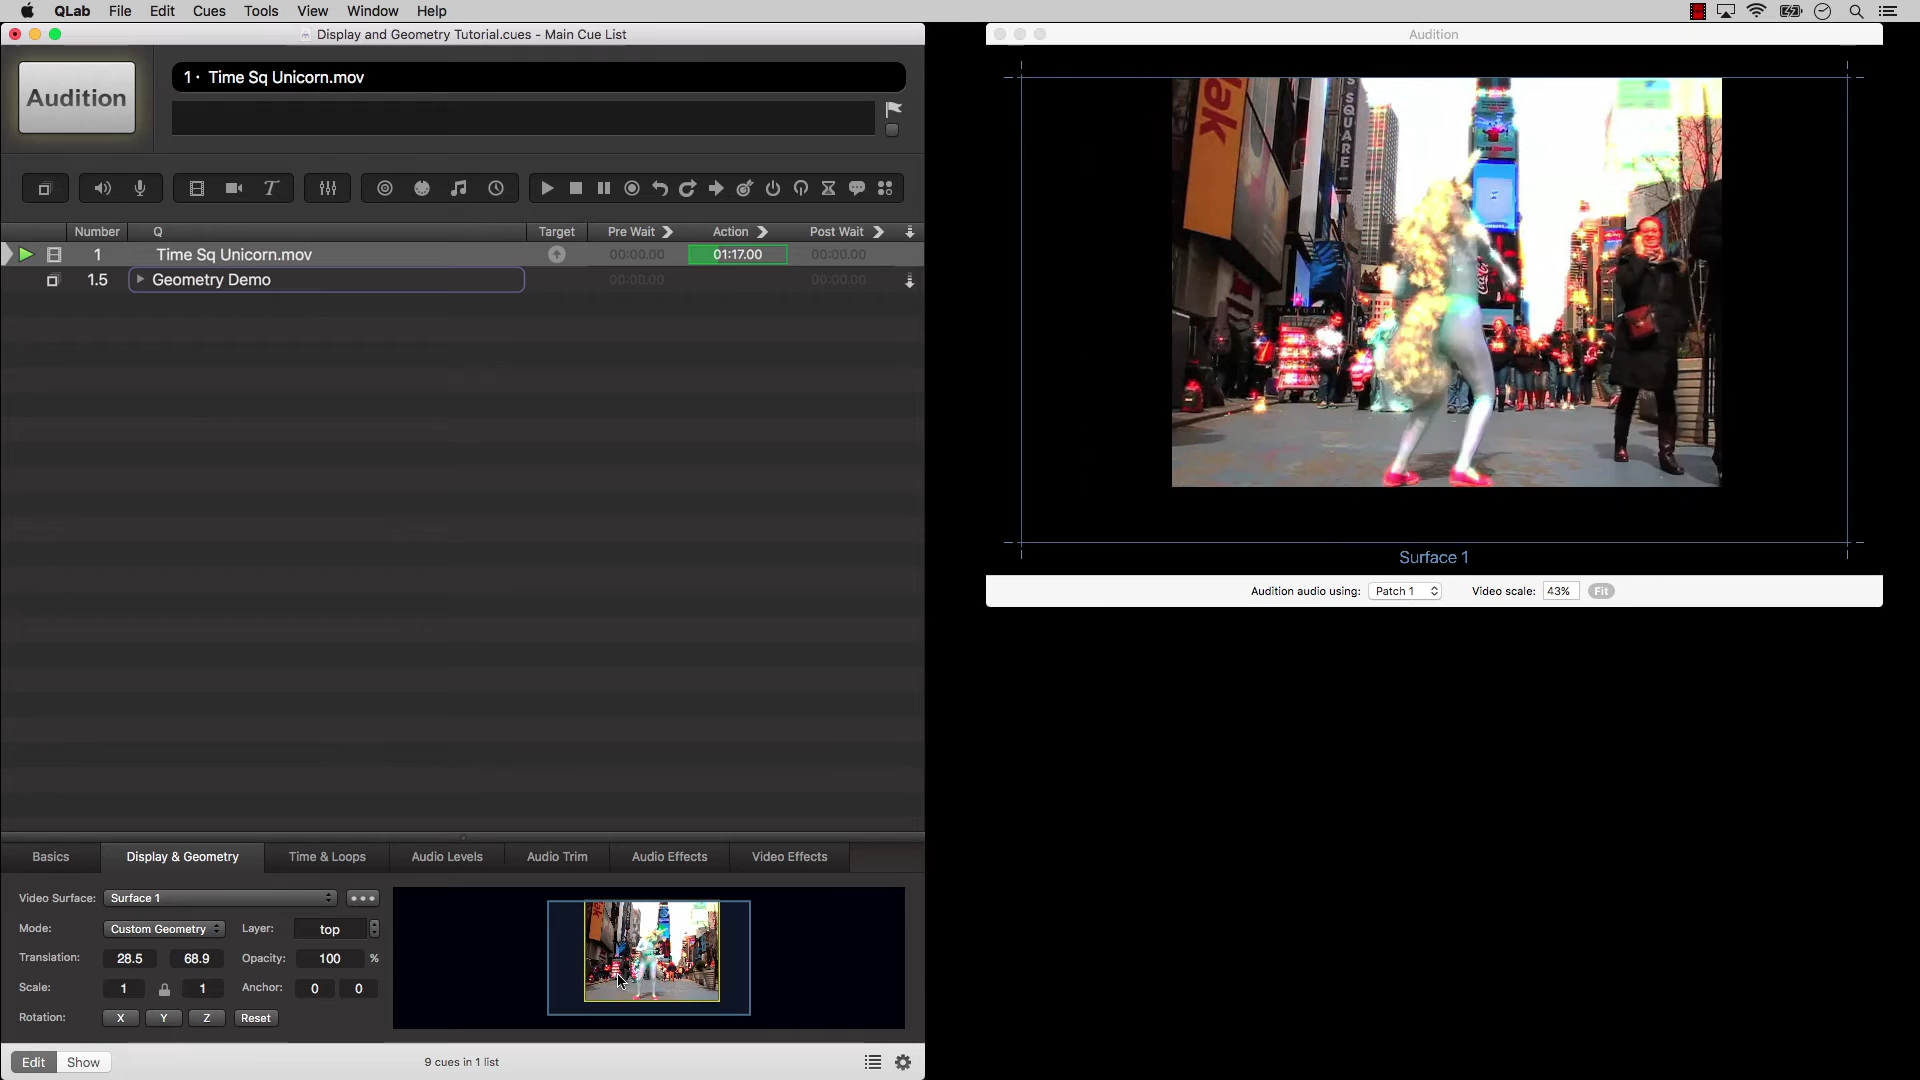 QLab File Edit Cues Tools View Window Help
Display and Geometry Tutorial.cues - Main Cue List
Audition
Audition
1 · Time Sq Unicorn.mov
Number Q Target Pre Wait Action Post Wait
1 Time Sq Unicorn.mov 00:00.00 01:17.00 00:00.00
1.5 Geometry Demo 00:00.00 00:00.00
SQUARE
Surface 1
Audition audio using: Patch 1 Video scale: 43% Fit
Basics Display & Geometry Time & Loops Audio Levels Audio Trim Audio Effects Video Effects
Video Surface: Surface 1
Mode: Custom Geometry Layer: top
Translation: 28.5 68.9 Opacity: 100 %
Scale: 1 1 Anchor: 0 0
Rotation: X Y Z Reset
Edit Show 9 cues in 1 list